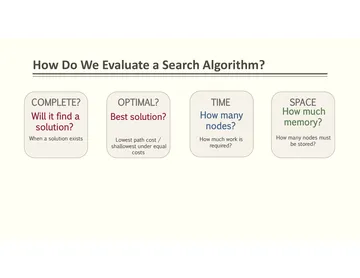 How Do We Evaluate a Search Algorithm?
COMPLETE?
Will it find a
solution?
When a solution exists
OPTIMAL?
Best solution?
Lowest path cost /
shallowest under equal
costs
TIME
How many
nodes?
How much work is
required?
SPACE
How much
memory?
How many nodes must
be stored?